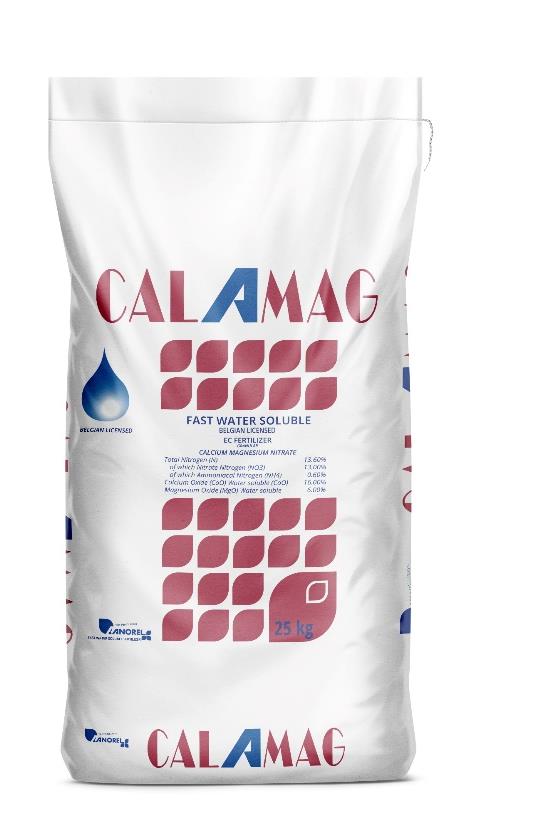 CALAMAG
BELGIAN LICENSED
FAST WATER SOLUBLE
BELGIAN LICENSED
EC FERTILIZER
CALCIUM MAGNESIUM NITRATE
Total Nitrogen (N) 13.60%
of which Nitrate Nitrogen (NO3) 13.00%
of which Ammoniacal Nitrogen (NH4) 0.60%
Calcium Oxide (CaO) Water soluble (CaO) 16.00%
Magnesium Oxide (MgO) Water soluble 6.00%
25 kg
LANOREL
LANOREL
CALAMAG